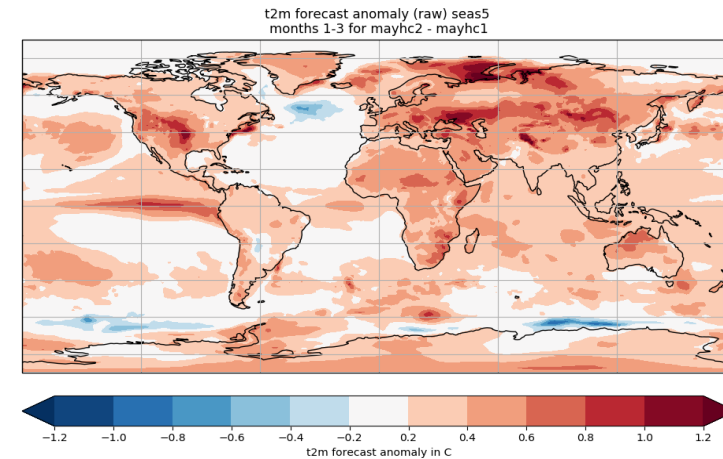 t2m forecast anomaly (raw) seas5
months 1-3 for mayhc2 - mayhc1
−1.2 −1.0 −0.8 −0.6 −0.4 −0.2 0.2 0.4 0.6 0.8 1.0 1.2
t2m forecast anomaly in C